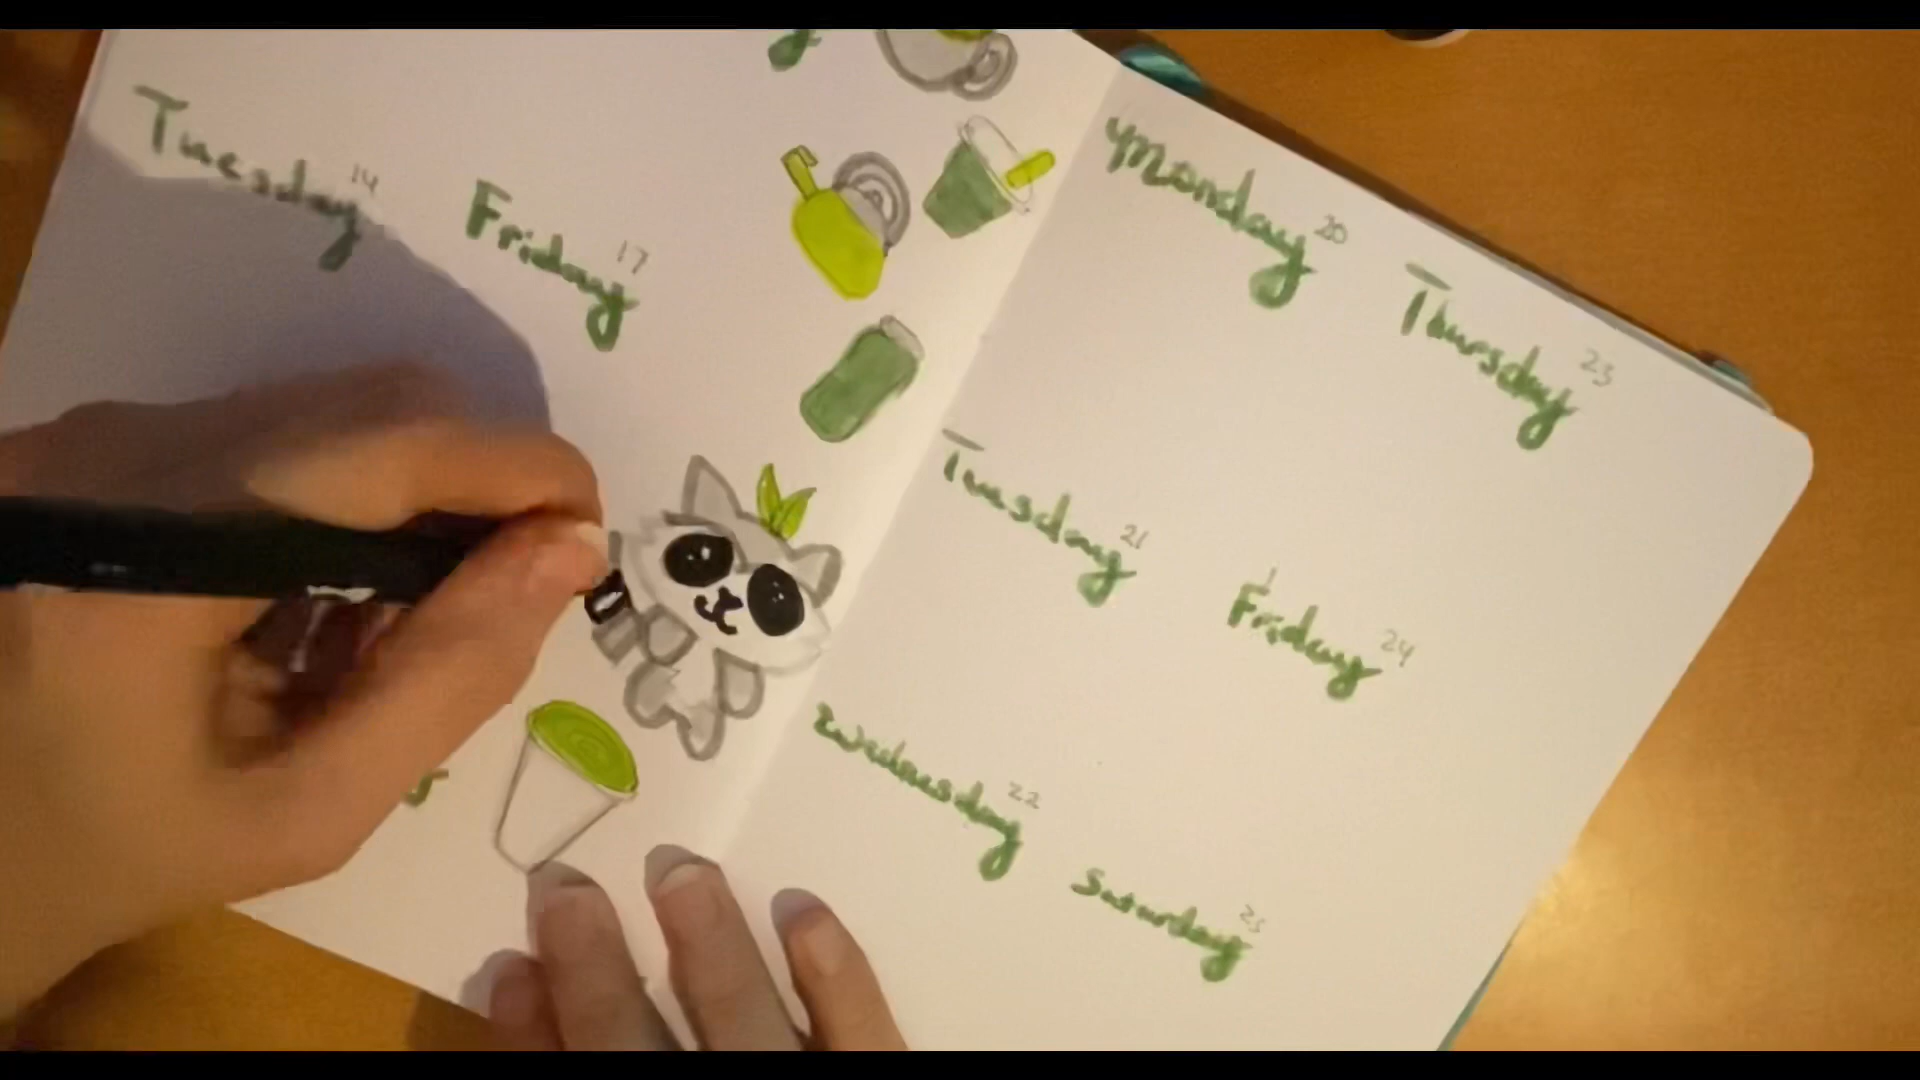 Tuesday 14
Friday 17
Monday 20
Thursday 23
Tuesday 21
Friday 24
Wednesday 22
Saturday 25